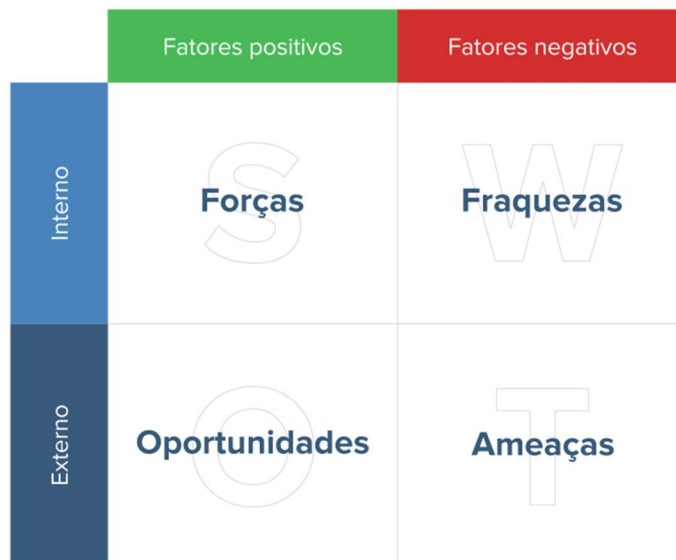 Fatores positivos
Fatores negativos
Interno
S
Forças
W
Fraquezas
Externo
O
Oportunidades
T
Ameaças